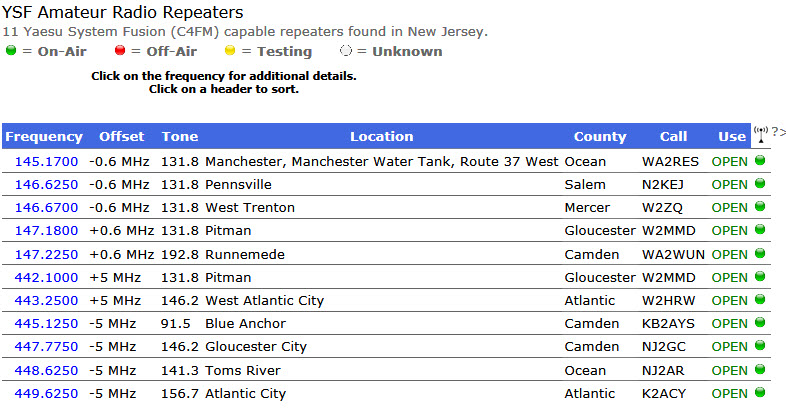 YSF Amateur Radio Repeaters
11 Yaesu System Fusion (C4FM) capable repeaters found in New Jersey.
= On-Air = Off-Air = Testing = Unknown
Click on the frequency for additional details.
Click on a header to sort.
Frequency Offset Tone Location County Call Use ?>
145.1700 -0.6 MHz 131.8 Manchester, Manchester Water Tank, Route 37 West Ocean WA2RES OPEN
146.6250 -0.6 MHz 131.8 Pennsville Salem N2KEJ OPEN
146.6700 -0.6 MHz 131.8 West Trenton Mercer W2ZQ OPEN
147.1800 +0.6 MHz 131.8 Pitman Gloucester W2MMD OPEN
147.2250 +0.6 MHz 192.8 Runnemede Camden WA2WUN OPEN
442.1000 +5 MHz 131.8 Pitman Gloucester W2MMD OPEN
443.2500 +5 MHz 146.2 West Atlantic City Atlantic W2HRW OPEN
445.1250 -5 MHz 91.5 Blue Anchor Camden KB2AYS OPEN
447.7750 -5 MHz 146.2 Gloucester City Camden NJ2GC OPEN
448.6250 -5 MHz 141.3 Toms River Ocean NJ2AR OPEN
449.6250 -5 MHz 156.7 Atlantic City Atlantic K2ACY OPEN